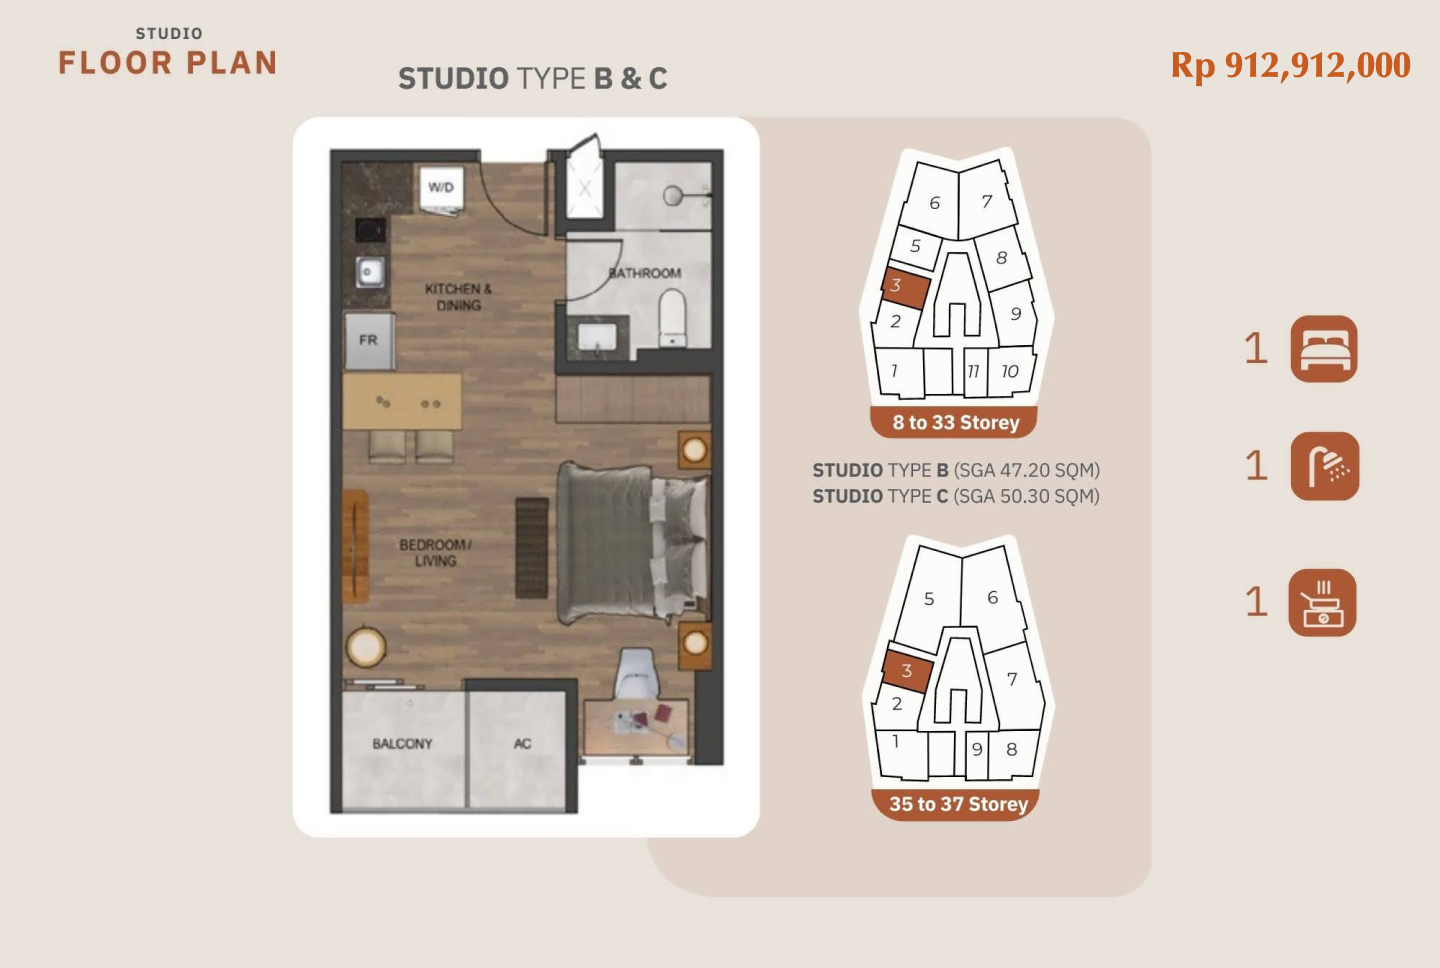 STUDIO
FLOOR PLAN
STUDIO TYPE B & C
Rp 912,912,000
W/D
KITCHEN &
DINING
BATHROOM
FR
BEDROOM/
LIVING
BALCONY
AC
6
7
5
8
3
2
9
1
11
10
8 to 33 Storey
STUDIO TYPE B (SGA 47.20 SQM)
STUDIO TYPE C (SGA 50.30 SQM)
5
6
3
7
2
1
9
8
35 to 37 Storey
1
1
1